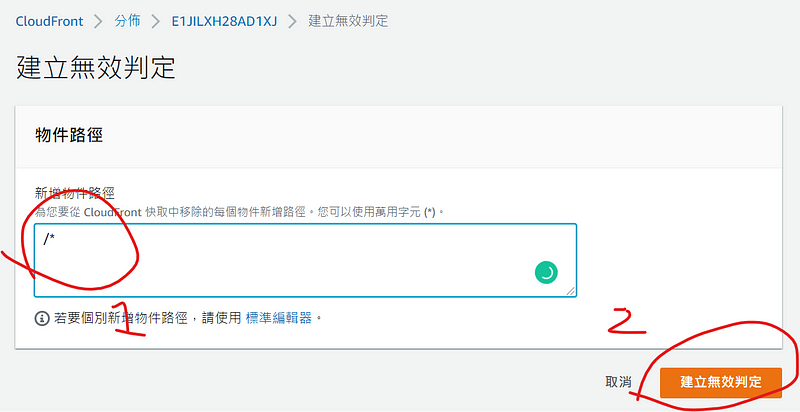 CloudFront > 分佈 > E1JILXH28AD1XJ > 建立無效判定
建立無效判定
物件路徑
新增物件路徑
為您要從 CloudFront 快取中移除的每個物件新增路徑。您可以使用萬用字元 (*)。
/*
若要個別新增物件路徑，請使用 標準編輯器。
1
2
取消 建立無效判定